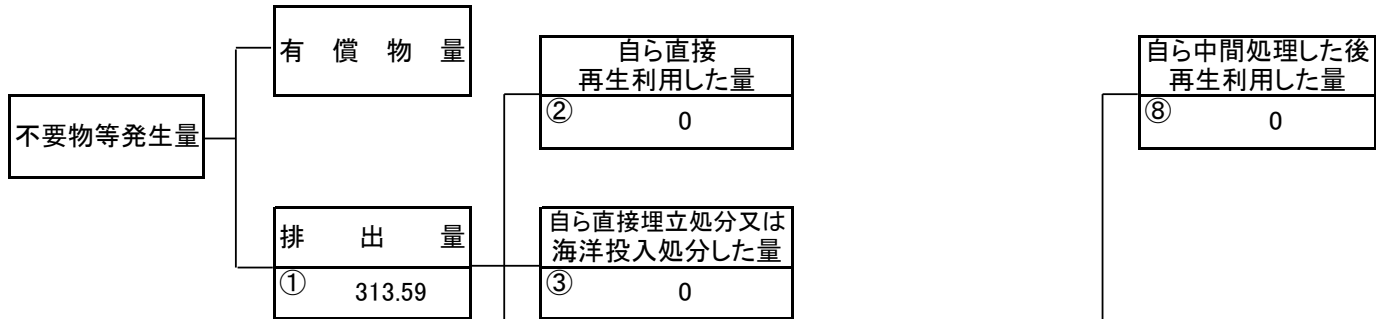 有償物量
自ら直接
再生利用した量
② 0
自ら中間処理した後
再生利用した量
⑧ 0
不要物等発生量
排出量
① 313.59
自ら直接埋立処分又は
海洋投入処分した量
③ 0